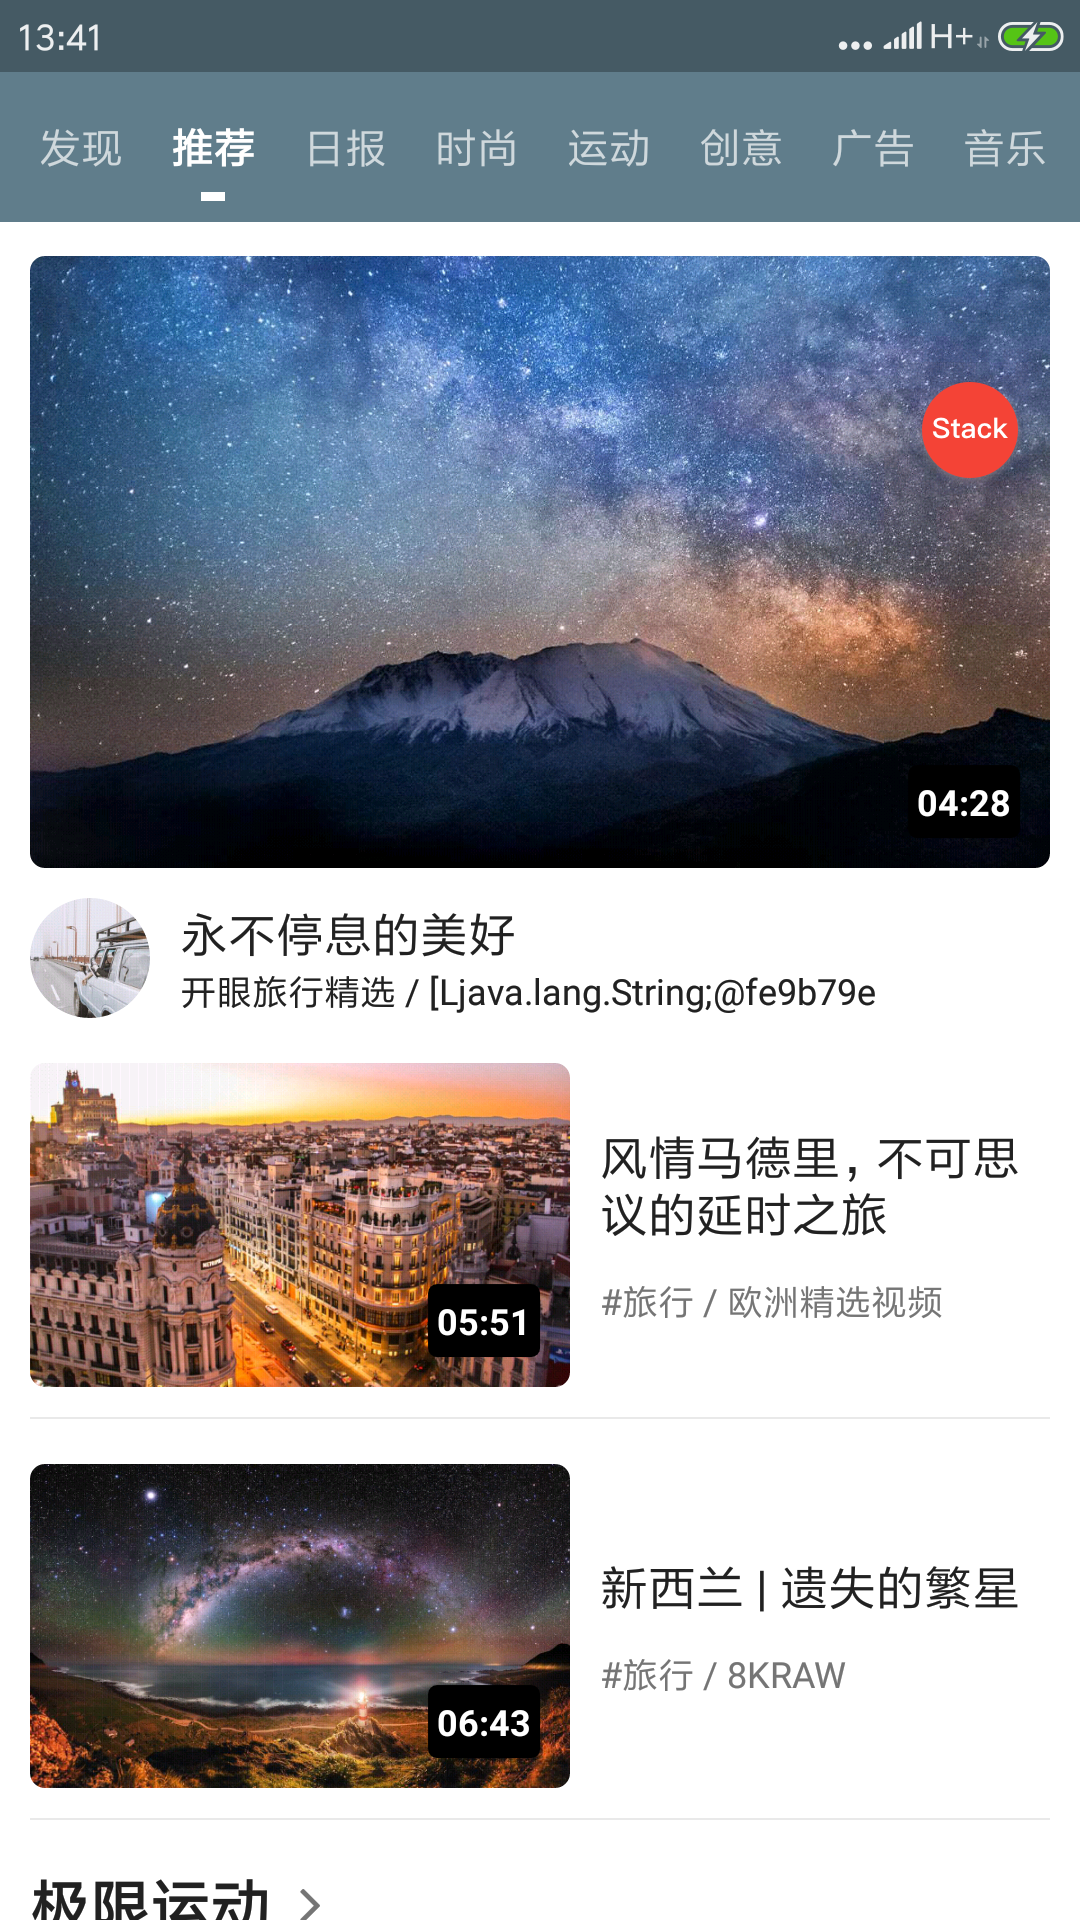 13:41
H+
发现 推荐 日报 时尚 运动 创意 广告 音乐
Stack
04:28
永不停息的美好
开眼旅行精选 / [Ljava.lang.String;@fe9b79e
风情马德里，不可思
议的延时之旅
#旅行 / 欧洲精选视频
05:51
新西兰 | 遗失的繁星
#旅行 / 8KRAW
06:43
极限运动